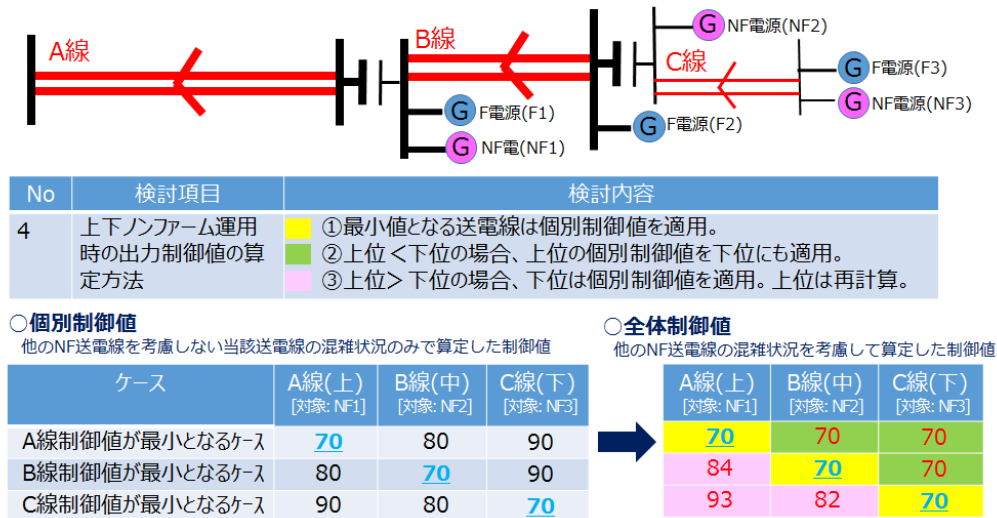 A線
B線
C線
G NF電源(NF2)
G F電源(F3)
G NF電源(NF3)
G F電源(F1)
G NF電(NF1)
G F電源(F2)
No 検討項目 検討内容
4 上下ノンファーム運用時の出力制御値の算定方法
①最小値となる送電線は個別制御値を適用。
②上位<下位の場合、上位の個別制御値を下位にも適用。
③上位>下位の場合、下位は個別制御値を適用。上位は再計算。
○個別制御値
他のNF送電線を考慮しない当該送電線の混雑状況のみで算定した制御値
ケース A線(上) B線(中) C線(下)
[対象: NF1] [対象: NF2] [対象: NF3]
A線制御値が最小となるケース 70 80 90
B線制御値が最小となるケース 80 70 90
C線制御値が最小となるケース 90 80 70
○全体制御値
他のNF送電線の混雑状況を考慮して算定した制御値
A線(上) B線(中) C線(下)
[対象: NF1] [対象: NF2] [対象: NF3]
70 70 70
84 70 70
93 82 70